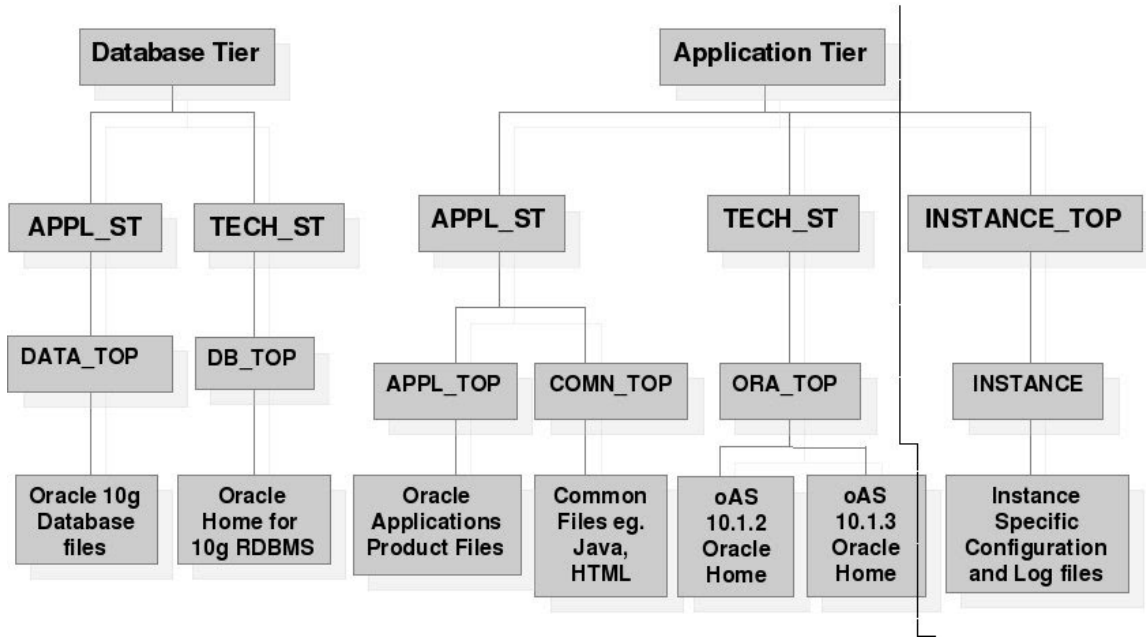 Database Tier
Application Tier
APPL_ST
TECH_ST
APPL_ST
TECH_ST
INSTANCE_TOP
DATA_TOP
DB_TOP
APPL_TOP
COMN_TOP
ORA_TOP
INSTANCE
Oracle 10g
Database
files
Oracle
Home for
10g RDBMS
Oracle
Applications
Product Files
Common
Files eg.
Java,
HTML
oAS
10.1.2
Oracle
Home
oAS
10.1.3
Oracle
Home
Instance
Specific
Configuration
and Log files